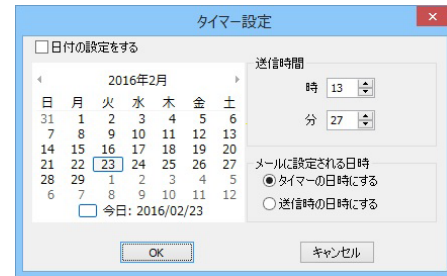 タイマー設定
日付の設定をする
2016年2月
日 月 火 水 木 金 土
31 1 2 3 4 5 6
7 8 9 10 11 12 13
14 15 16 17 18 19 20
21 22 23 24 25 26 27
28 29 1 2 3 4 5
6 7 8 9 10 11 12
今日: 2016/02/23
送信時間
時 13
分 27
メールに設定される日時
タイマーの日時にする
送信時の日時にする
OK
キャンセル